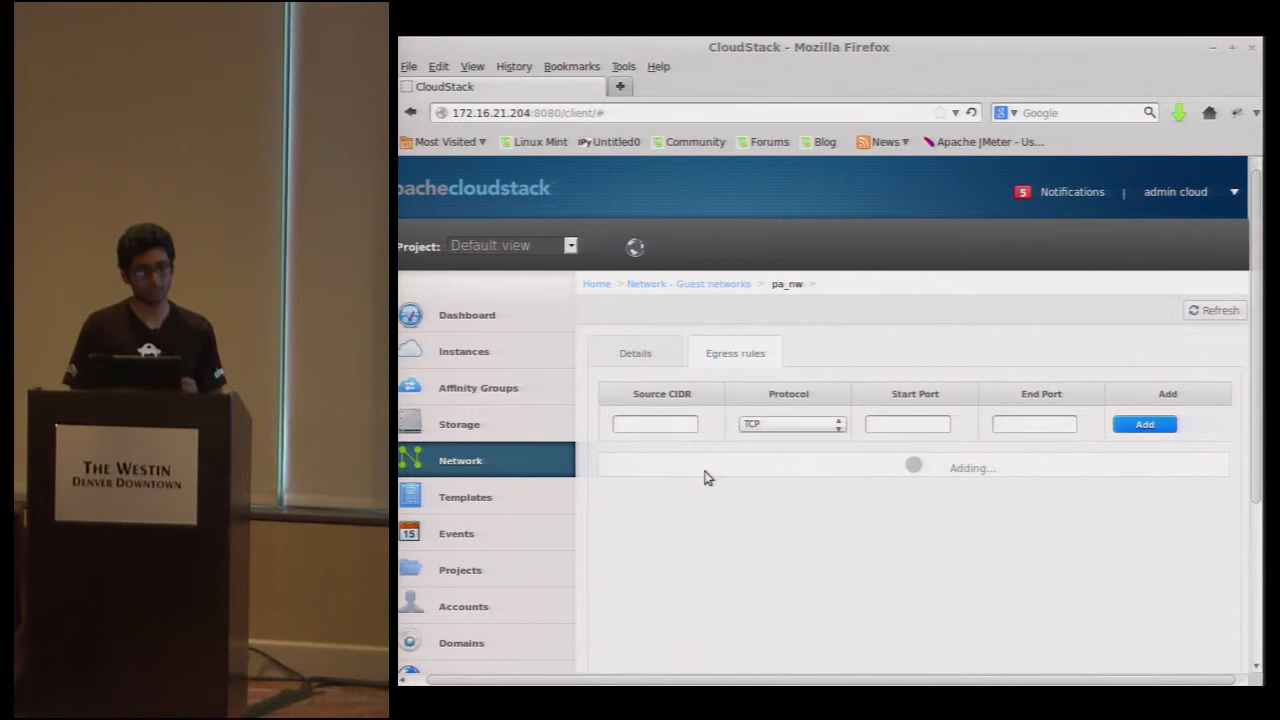 THE WESTIN
DENVER DOWNTOWN
CloudStack - Mozilla Firefox
File Edit View History Bookmarks Tools Help
CloudStack
172.16.21.204:8080/client/#
Google
Most Visited Linux Mint IPy Untitled0 Community Forums Blog News Apache JMeter - Us...
pachecloudstack
5 Notifications | admin cloud
Project: Default view
Home > Network - Guest networks > pa_nw >
Refresh
Dashboard
Instances
Affinity Groups
Storage
Network
Templates
15 Events
Projects
Accounts
Domains
Details Egress rules
Source CIDR Protocol Start Port End Port Add
TCP Add
Adding...